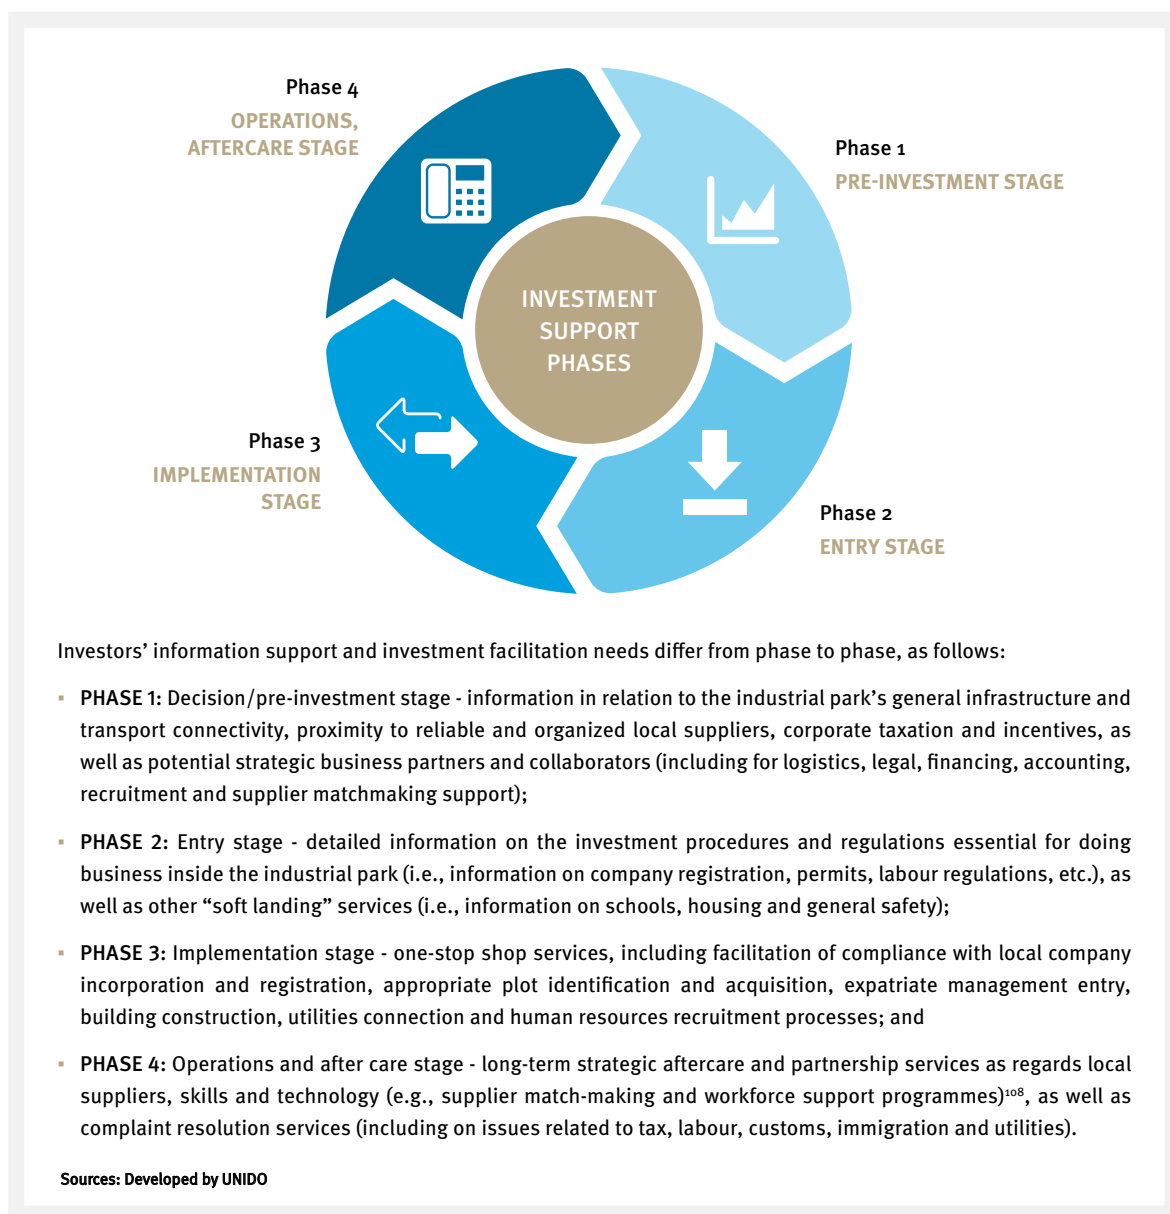 Phase 4
OPERATIONS,
AFTERCARE STAGE
Phase 1
PRE-INVESTMENT STAGE
INVESTMENT
SUPPORT
PHASES
Phase 3
IMPLEMENTATION
STAGE
Phase 2
ENTRY STAGE
Investors’ information support and investment facilitation needs differ from phase to phase, as follows:
▪ PHASE 1: Decision/pre-investment stage - information in relation to the industrial park’s general infrastructure and
transport connectivity, proximity to reliable and organized local suppliers, corporate taxation and incentives, as
well as potential strategic business partners and collaborators (including for logistics, legal, financing, accounting,
recruitment and supplier matchmaking support);
▪ PHASE 2: Entry stage - detailed information on the investment procedures and regulations essential for doing
business inside the industrial park (i.e., information on company registration, permits, labour regulations, etc.), as
well as other “soft landing” services (i.e., information on schools, housing and general safety);
▪ PHASE 3: Implementation stage - one-stop shop services, including facilitation of compliance with local company
incorporation and registration, appropriate plot identification and acquisition, expatriate management entry,
building construction, utilities connection and human resources recruitment processes; and
▪ PHASE 4: Operations and after care stage - long-term strategic aftercare and partnership services as regards local
suppliers, skills and technology (e.g., supplier match-making and workforce support programmes)¹⁰⁸, as well as
complaint resolution services (including on issues related to tax, labour, customs, immigration and utilities).
Sources: Developed by UNIDO